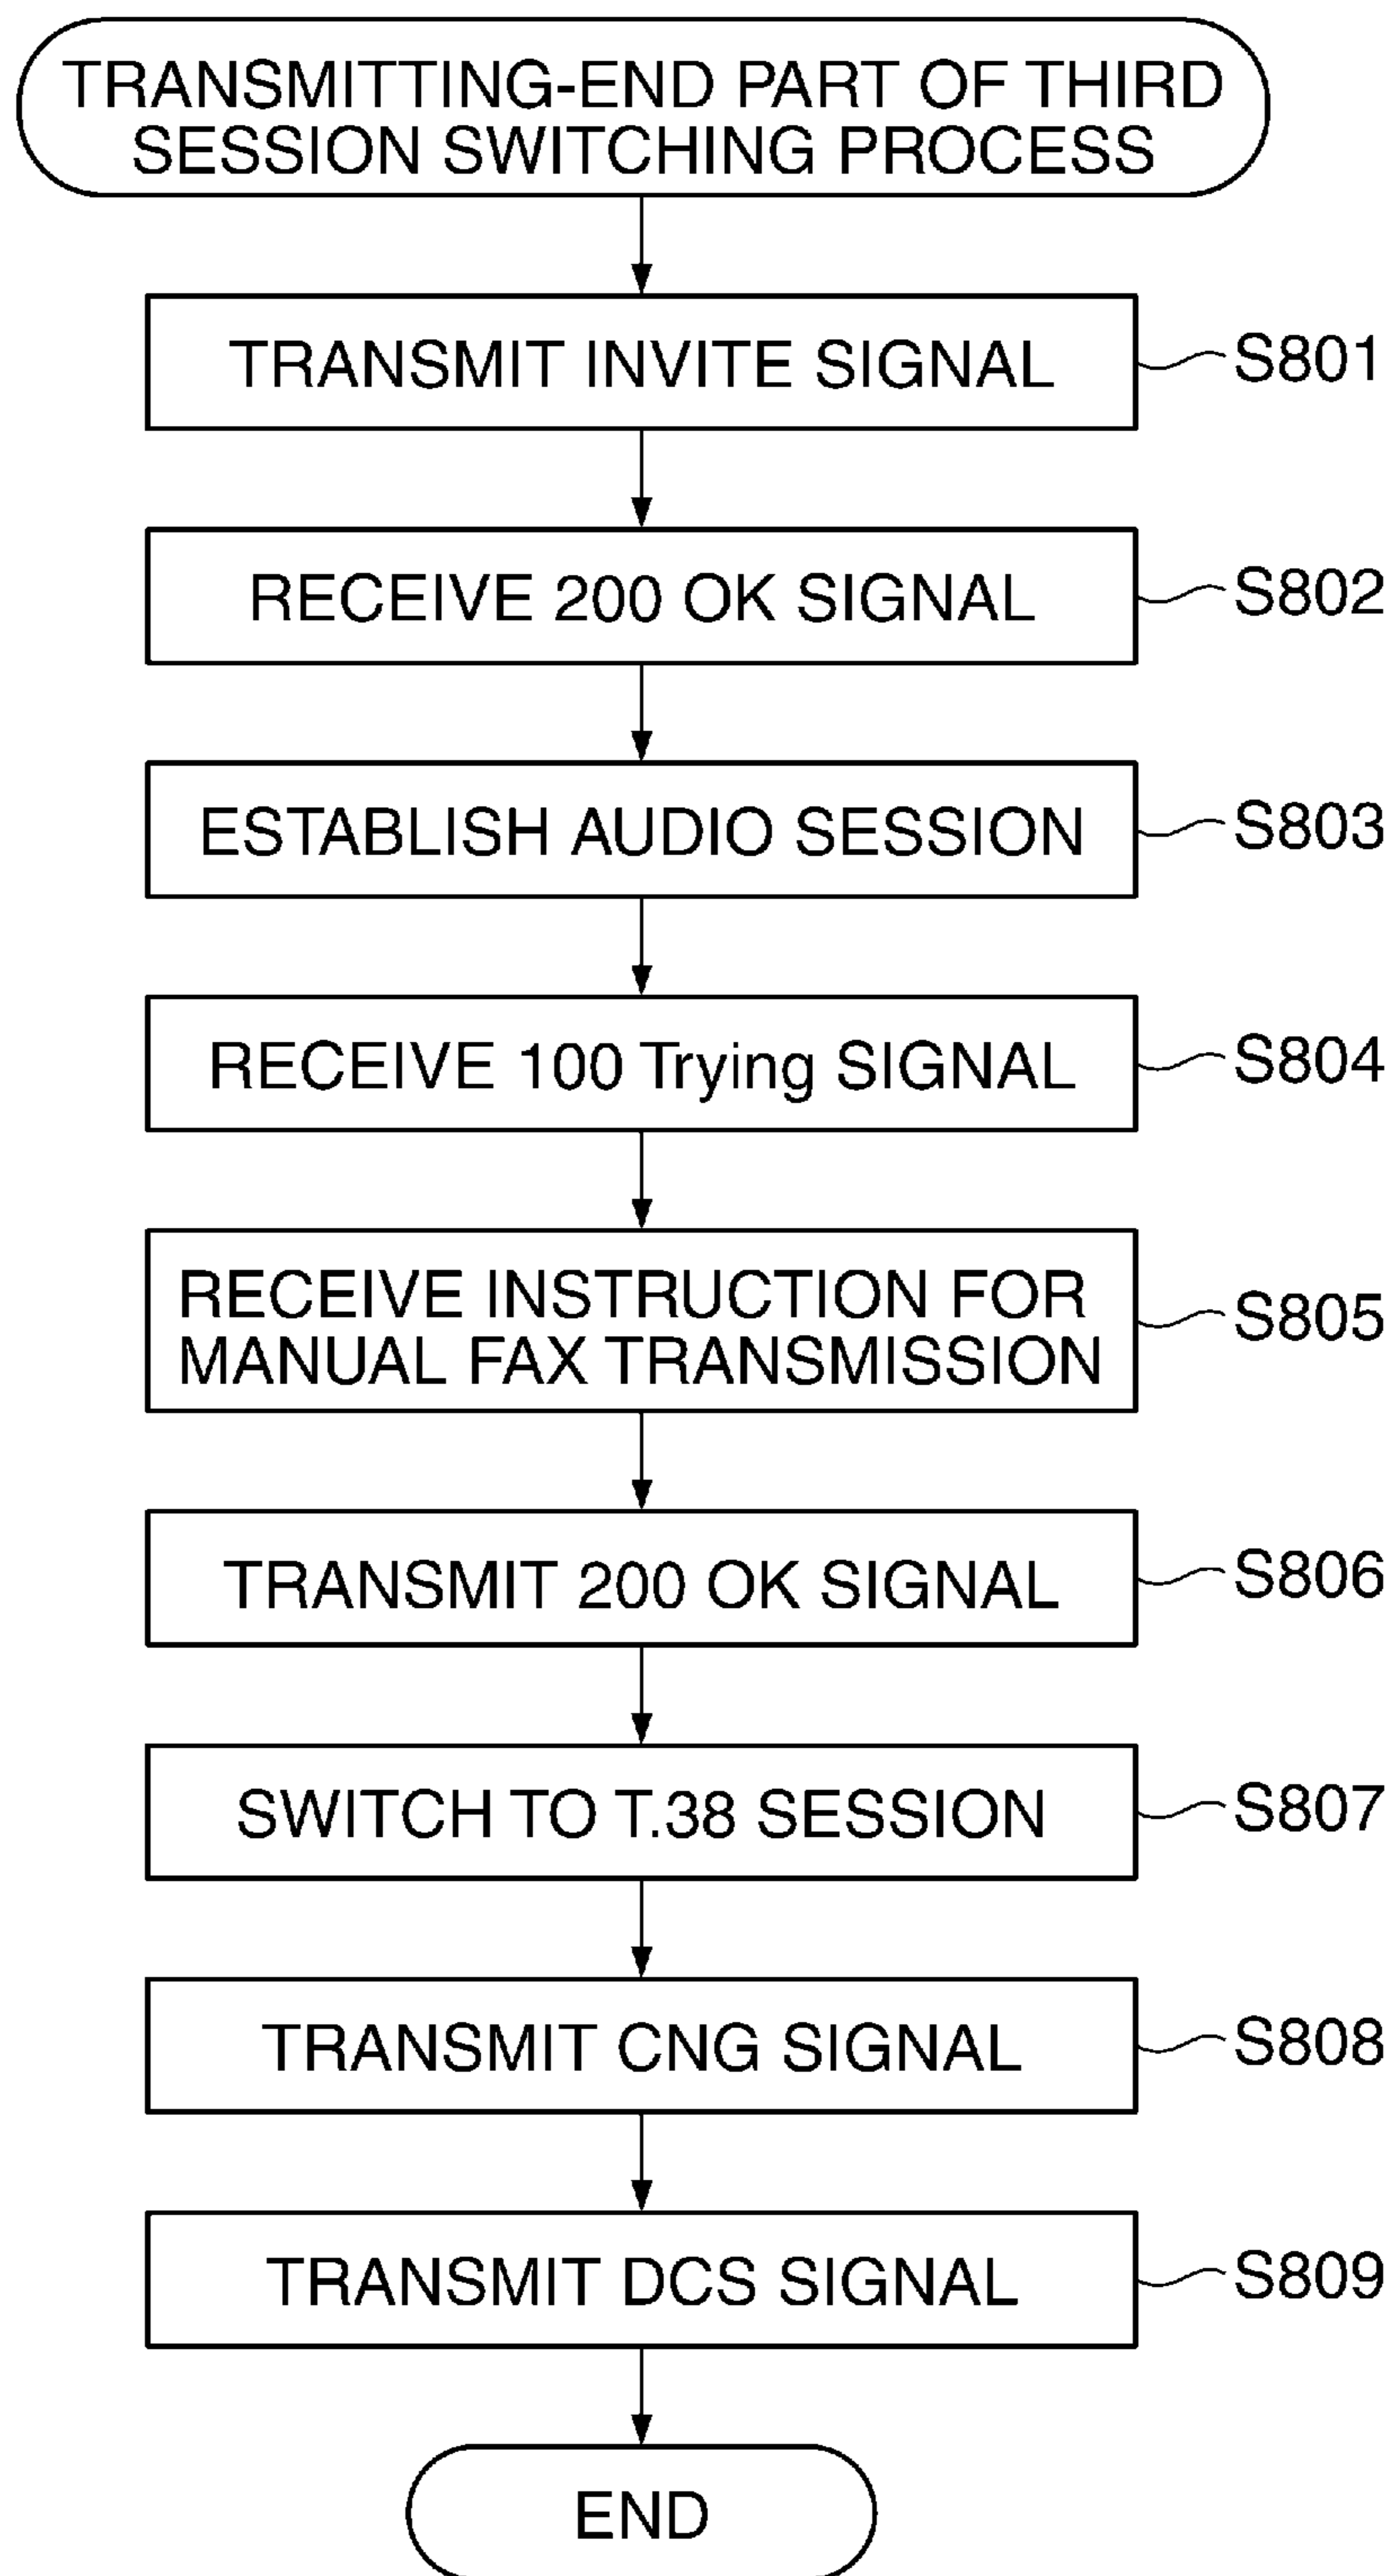 TRANSMITTING-END PART OF THIRD
SESSION SWITCHING PROCESS
TRANSMIT INVITE SIGNAL
S801
RECEIVE 200 OK SIGNAL
S802
ESTABLISH AUDIO SESSION
S803
RECEIVE 100 Trying SIGNAL
S804
RECEIVE INSTRUCTION FOR
MANUAL FAX TRANSMISSION
S805
TRANSMIT 200 OK SIGNAL
S806
SWITCH TO T.38 SESSION
S807
TRANSMIT CNG SIGNAL
S808
TRANSMIT DCS SIGNAL
S809
END